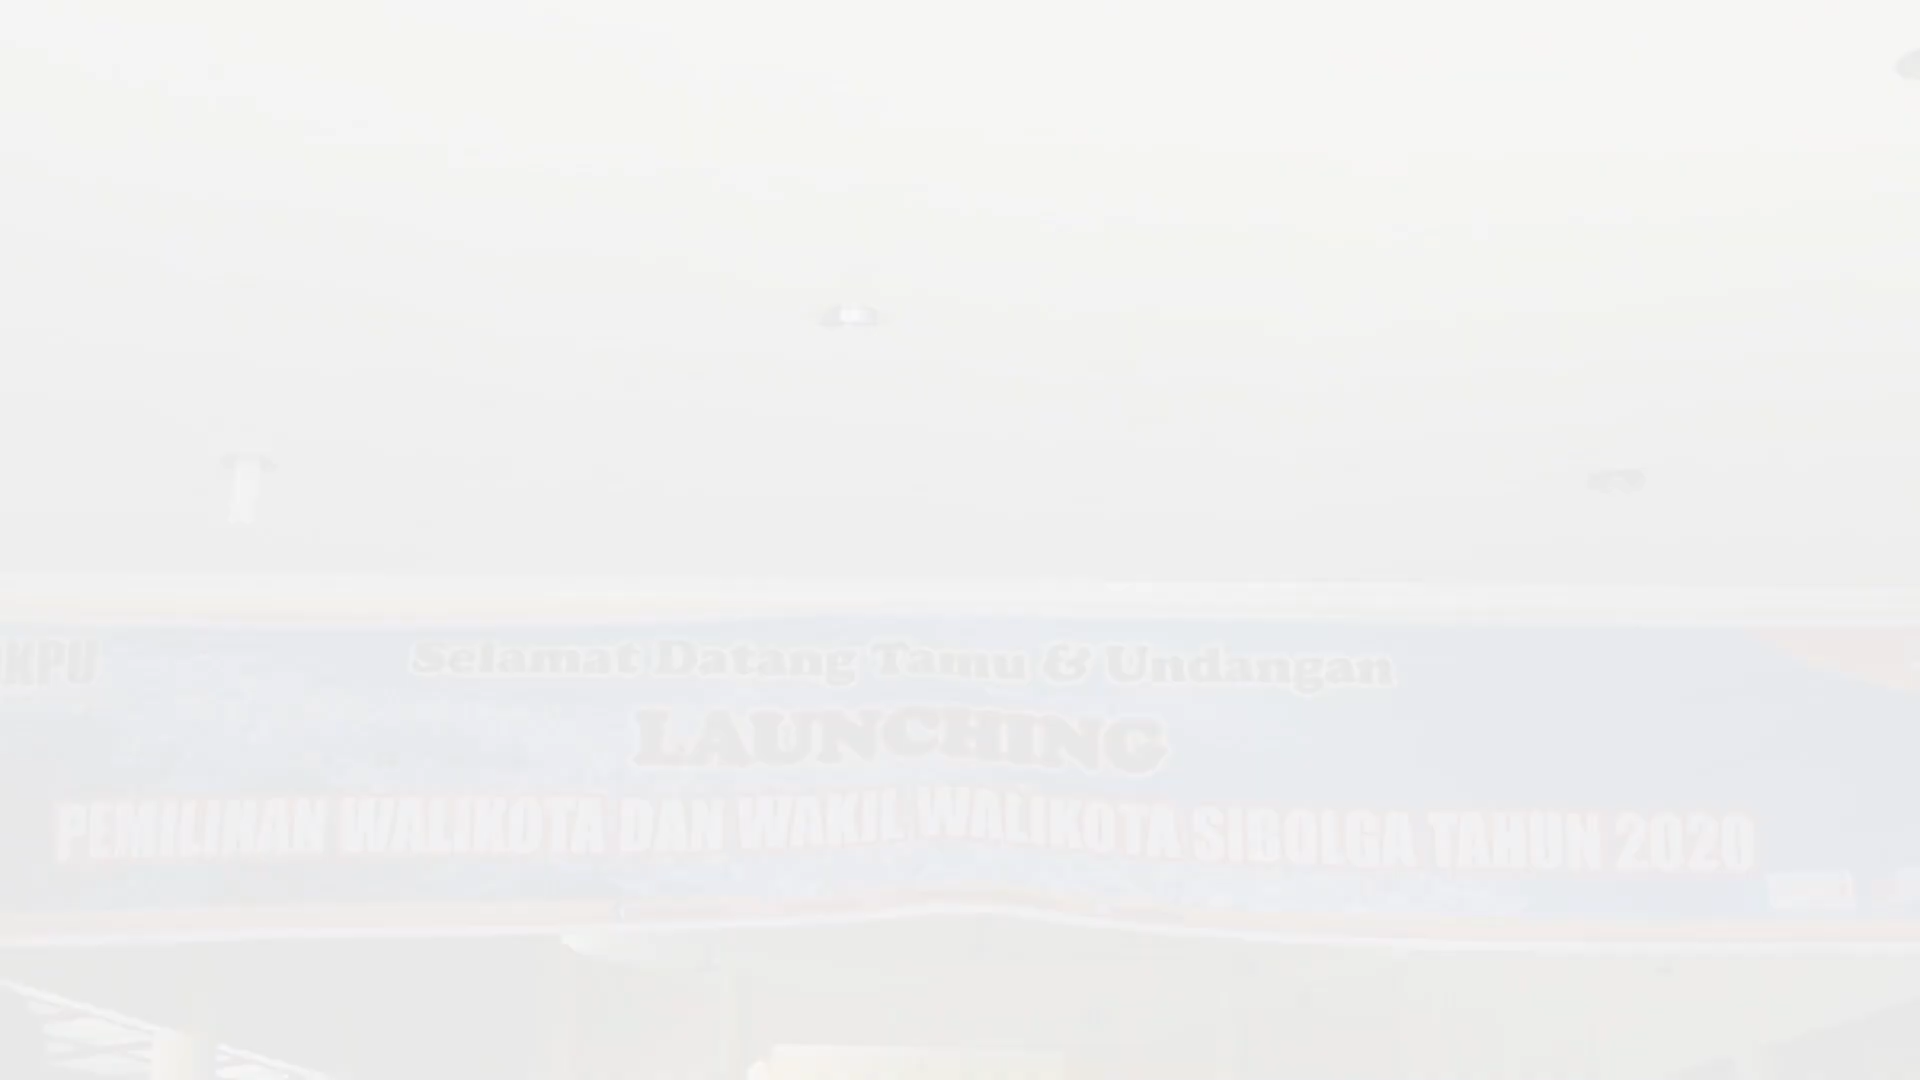 KPU
Selamat Datang Tamu & Undangan
LAUNCHING
PEMILIHAN WALIKOTA DAN WAKIL WALIKOTA SIBOLGA TAHUN 2020